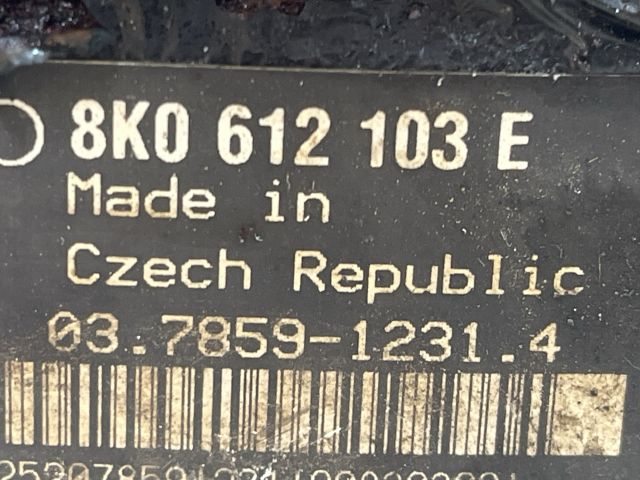 8K0 612 103 E
Made in
Czech Republic
03.7859-1231.4